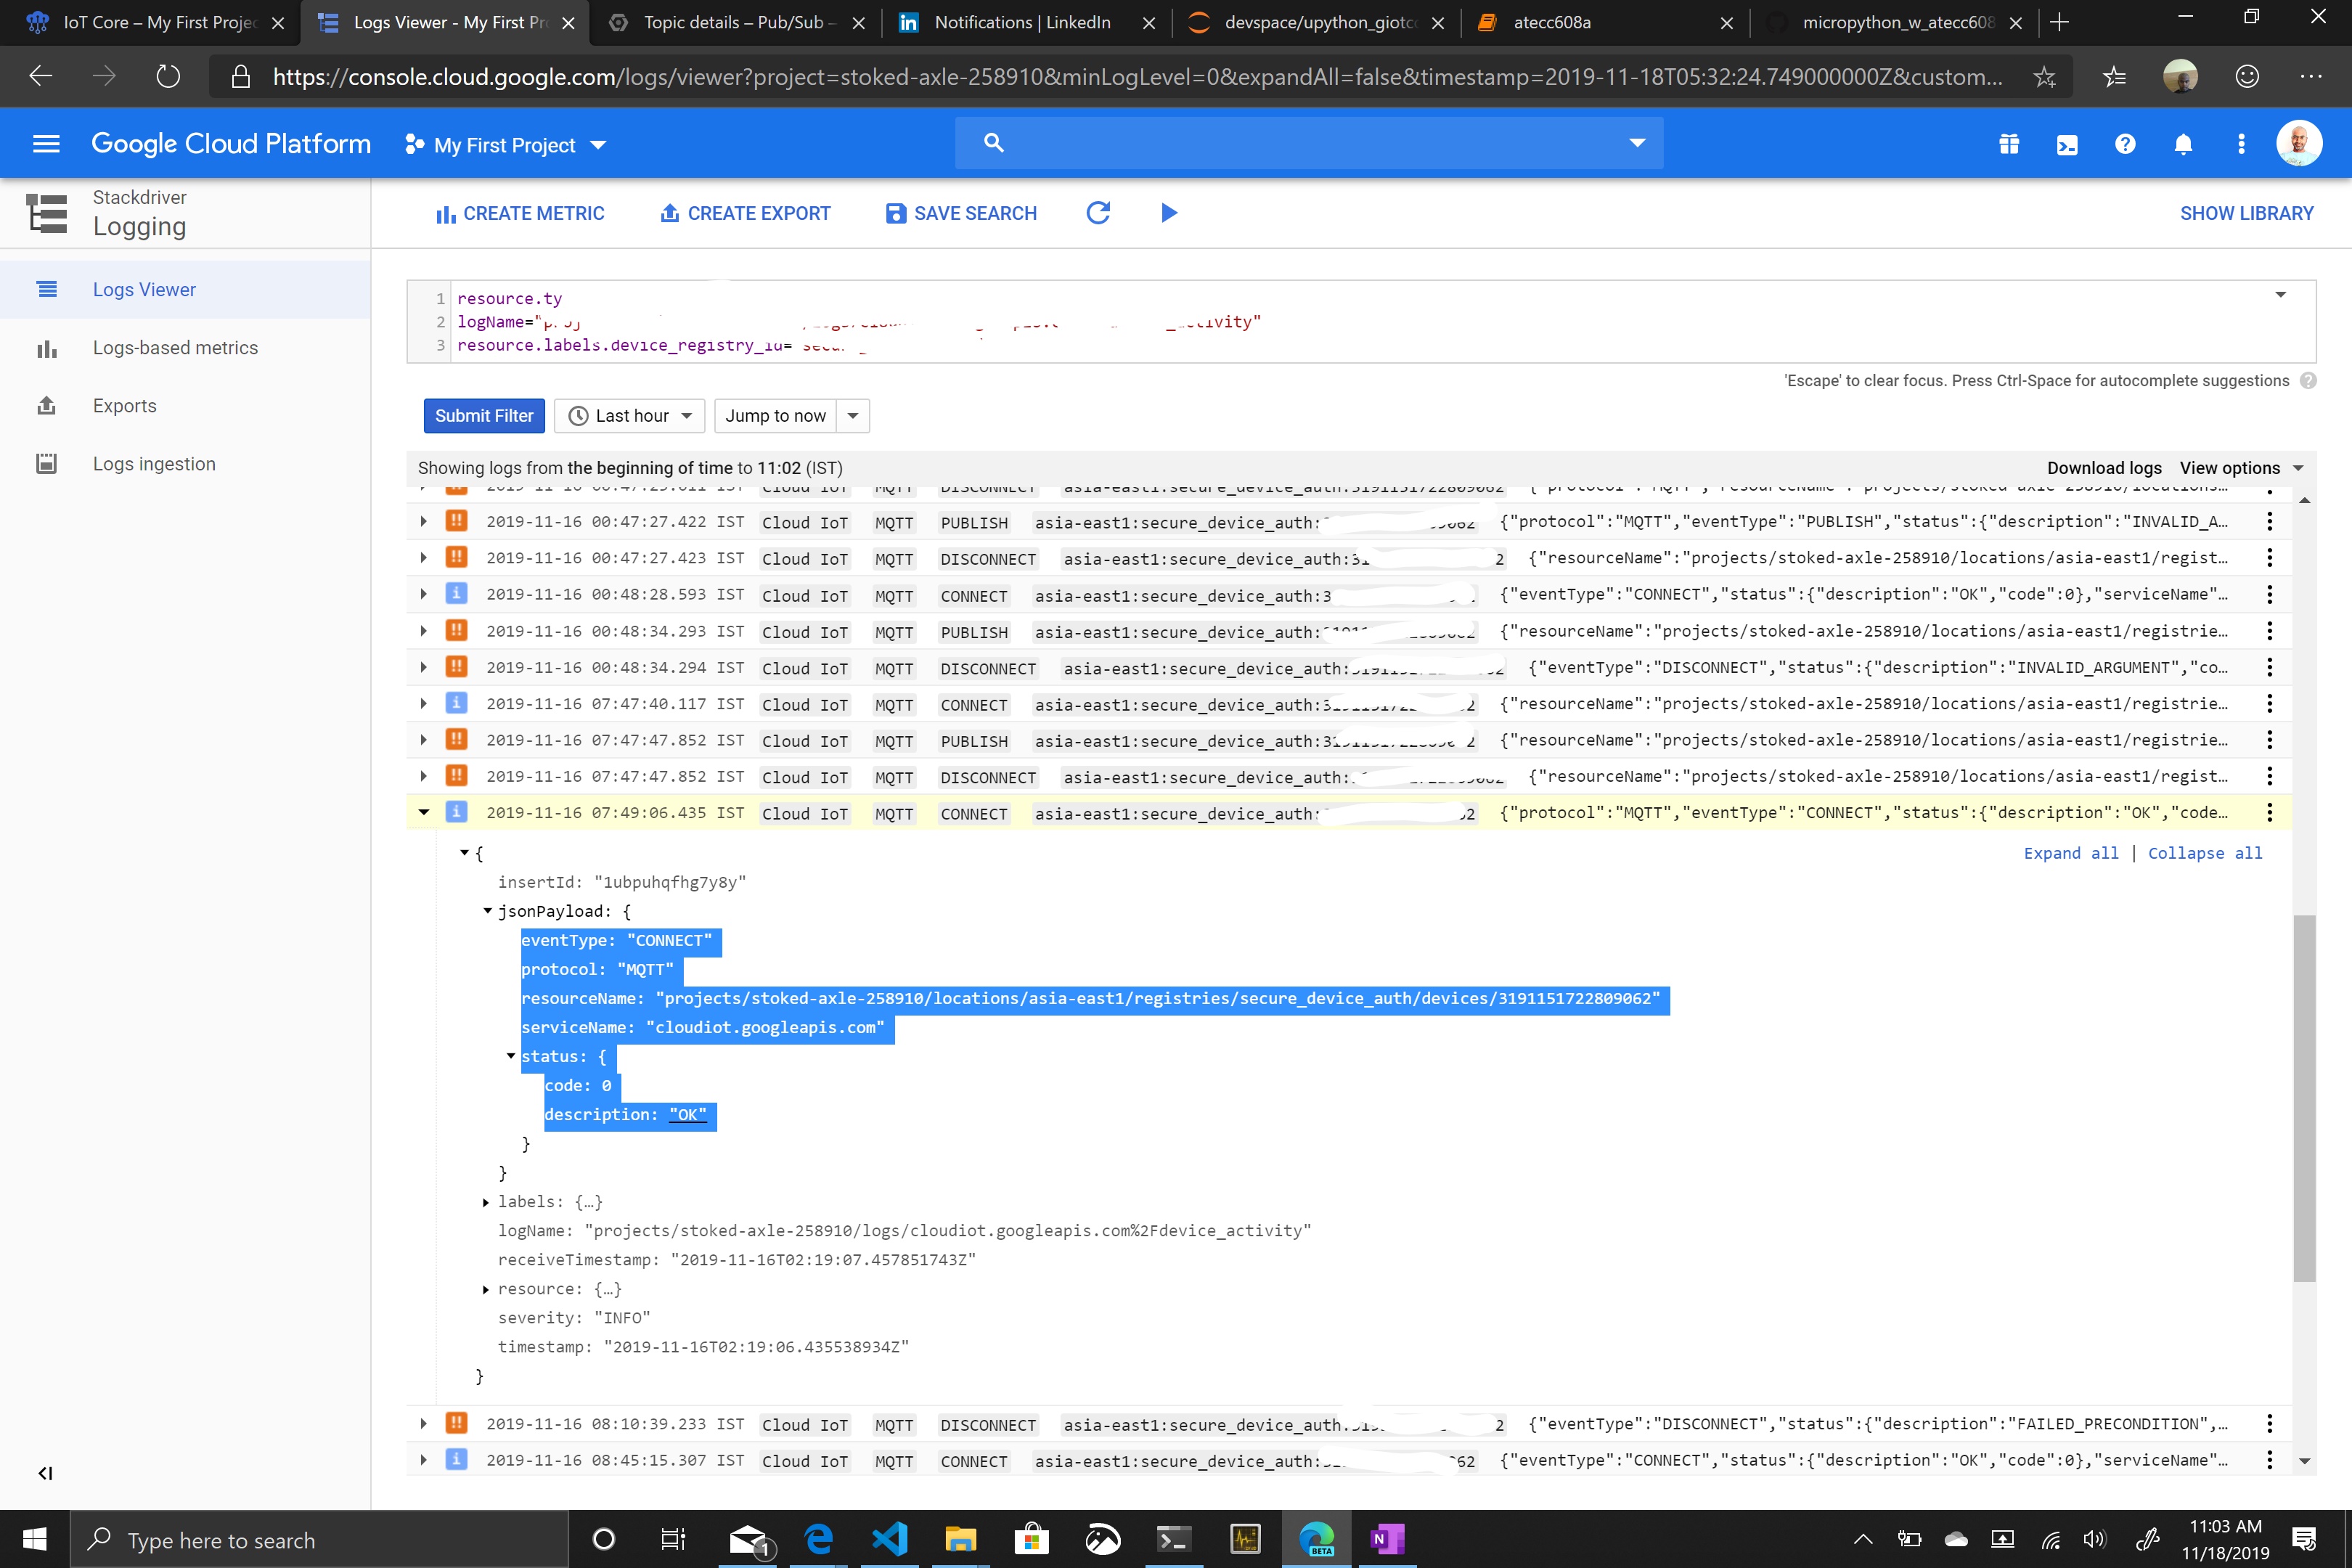 IoT Core – My First Projec
Logs Viewer - My First Pr
Topic details – Pub/Sub –
Notifications | LinkedIn
devspace/upython_giotc
atecc608a
micropython_w_atecc608
https://console.cloud.google.com/logs/viewer?project=stoked-axle-258910&minLogLevel=0&expandAll=false&timestamp=2019-11-18T05:32:24.749000000Z&custom...
Google Cloud Platform My First Project
Stackdriver
Logging
CREATE METRIC CREATE EXPORT SAVE SEARCH SHOW LIBRARY
Logs Viewer
Logs-based metrics
Exports
Logs ingestion
1 resource.ty
2 logName="
3 resource.labels.device_registry_id=
'Escape' to clear focus. Press Ctrl-Space for autocomplete suggestions
Submit Filter Last hour Jump to now
Showing logs from the beginning of time to 11:02 (IST) Download logs View options
2019-11-16 00:47:27.422 IST Cloud IoT MQTT PUBLISH asia-east1:secure_device_auth: {"protocol":"MQTT","eventType":"PUBLISH","status":{"description":"INVALID_A…
2019-11-16 00:47:27.423 IST Cloud IoT MQTT DISCONNECT asia-east1:secure_device_auth:31 2 {"resourceName":"projects/stoked-axle-258910/locations/asia-east1/regist…
2019-11-16 00:48:28.593 IST Cloud IoT MQTT CONNECT asia-east1:secure_device_auth:3 {"eventType":"CONNECT","status":{"description":"OK","code":0},"serviceName"…
2019-11-16 00:48:34.293 IST Cloud IoT MQTT PUBLISH asia-east1:secure_device_auth: {"resourceName":"projects/stoked-axle-258910/locations/asia-east1/registrie…
2019-11-16 00:48:34.294 IST Cloud IoT MQTT DISCONNECT asia-east1:secure_device_auth: {"eventType":"DISCONNECT","status":{"description":"INVALID_ARGUMENT","co…
2019-11-16 07:47:40.117 IST Cloud IoT MQTT CONNECT asia-east1:secure_device_auth: {"resourceName":"projects/stoked-axle-258910/locations/asia-east1/registrie…
2019-11-16 07:47:47.852 IST Cloud IoT MQTT PUBLISH asia-east1:secure_device_auth: {"resourceName":"projects/stoked-axle-258910/locations/asia-east1/registrie…
2019-11-16 07:47:47.852 IST Cloud IoT MQTT DISCONNECT asia-east1:secure_device_auth: {"resourceName":"projects/stoked-axle-258910/locations/asia-east1/regist…
2019-11-16 07:49:06.435 IST Cloud IoT MQTT CONNECT asia-east1:secure_device_auth: {"protocol":"MQTT","eventType":"CONNECT","status":{"description":"OK","code…
{ Expand all | Collapse all
insertId: "1ubpuhqfhg7y8y"
jsonPayload: {
eventType: "CONNECT"
protocol: "MQTT"
resourceName: "projects/stoked-axle-258910/locations/asia-east1/registries/secure_device_auth/devices/3191151722809062"
serviceName: "cloudiot.googleapis.com"
status: {
code: 0
description: "OK"
}
}
labels: {…}
logName: "projects/stoked-axle-258910/logs/cloudiot.googleapis.com%2Fdevice_activity"
receiveTimestamp: "2019-11-16T02:19:07.457851743Z"
resource: {…}
severity: "INFO"
timestamp: "2019-11-16T02:19:06.435538934Z"
}
2019-11-16 08:10:39.233 IST Cloud IoT MQTT DISCONNECT asia-east1:secure_device_auth: 2 {"eventType":"DISCONNECT","status":{"description":"FAILED_PRECONDITION",…
2019-11-16 08:45:15.307 IST Cloud IoT MQTT CONNECT asia-east1:secure_device_auth: 62 {"eventType":"CONNECT","status":{"description":"OK","code":0},"serviceName"…
Type here to search
1
BETA
N
11:03 AM
11/18/2019